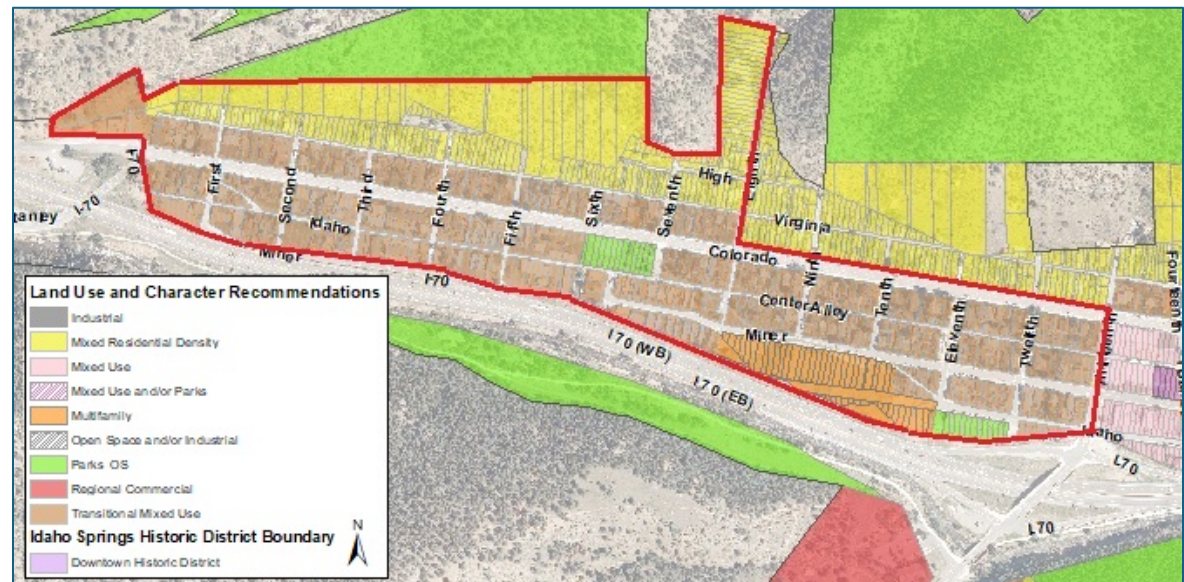 High
Eighth
First
Second
Third
Fourth
Fifth
Sixth
Seventh
Virginia
I-70
Idaho
Colorado
Ninth
Tenth
Fourteenth
Miner
I-70
Center Alley
Miner
Eleventh
Twelfth
I 70 (WB)
I 70 (EB)
Idaho
I-70
I-70
Land Use and Character Recommendations
Industrial
Mixed Residential Density
Mixed Use
Mixed Use and/or Parks
Multifamily
Open Space and/or Industrial
Parks OS
Regional Commercial
Transitional Mixed Use
Idaho Springs Historic District Boundary
Downtown Historic District
N